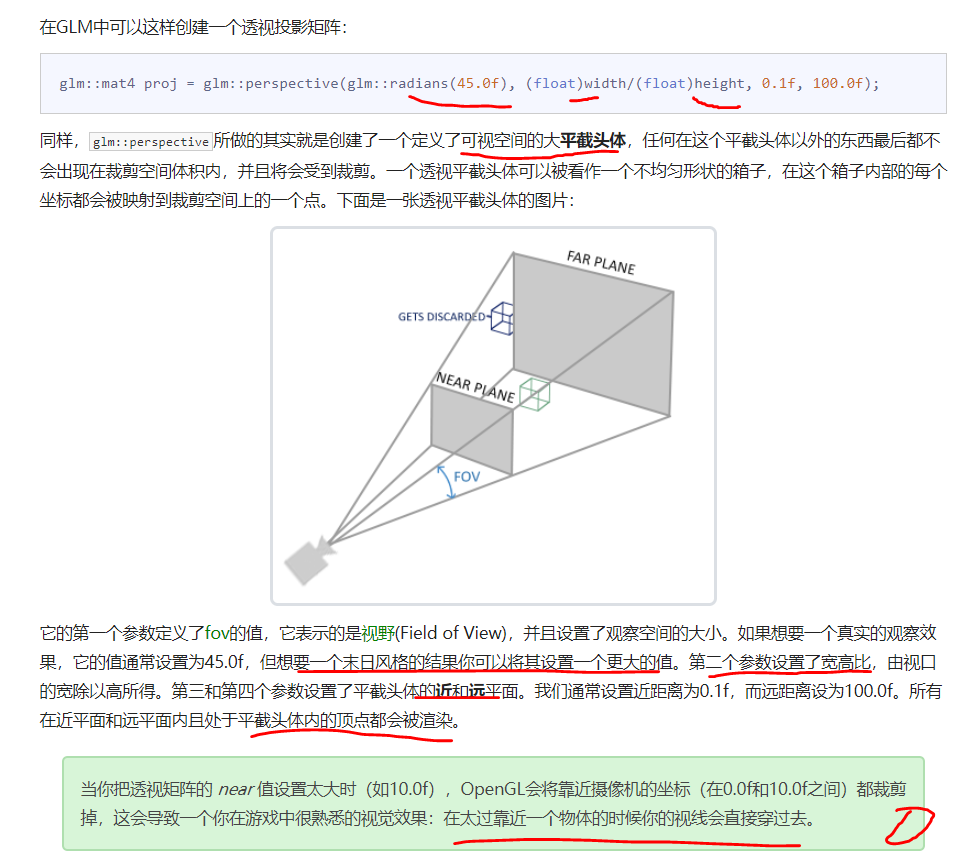 在GLM中可以这样创建一个透视投影矩阵：
glm::mat4 proj = glm::perspective(glm::radians(45.0f), (float)width/(float)height, 0.1f, 100.0f);
同样，glm::perspective所做的其实就是创建了一个定义了可视空间的大平截头体，任何在这个平截头体以外的东西最后都不
会出现在裁剪空间体积内，并且将会受到裁剪。一个透视平截头体可以被看作一个不均匀形状的箱子，在这个箱子内部的每个
坐标都会被映射到裁剪空间上的一个点。下面是一张透视平截头体的图片：
FAR PLANE
GETS DISCARDED
NEAR PLANE
FOV
它的第一个参数定义了fov的值，它表示的是视野(Field of View)，并且设置了观察空间的大小。如果想要一个真实的观察效
果，它的值通常设置为45.0f，但想要一个末日风格的结果你可以将其设置一个更大的值。第二个参数设置了宽高比，由视口
的宽除以高所得。第三和第四个参数设置了平截头体的近和远平面。我们通常设置近距离为0.1f，而远距离设为100.0f。所有
在近平面和远平面内且处于平截头体内的顶点都会被渲染。
当你把透视矩阵的 near 值设置太大时（如10.0f），OpenGL会将靠近摄像机的坐标（在0.0f和10.0f之间）都裁剪
掉，这会导致一个你在游戏中很熟悉的视觉效果：在太过靠近一个物体的时候你的视线会直接穿过去。